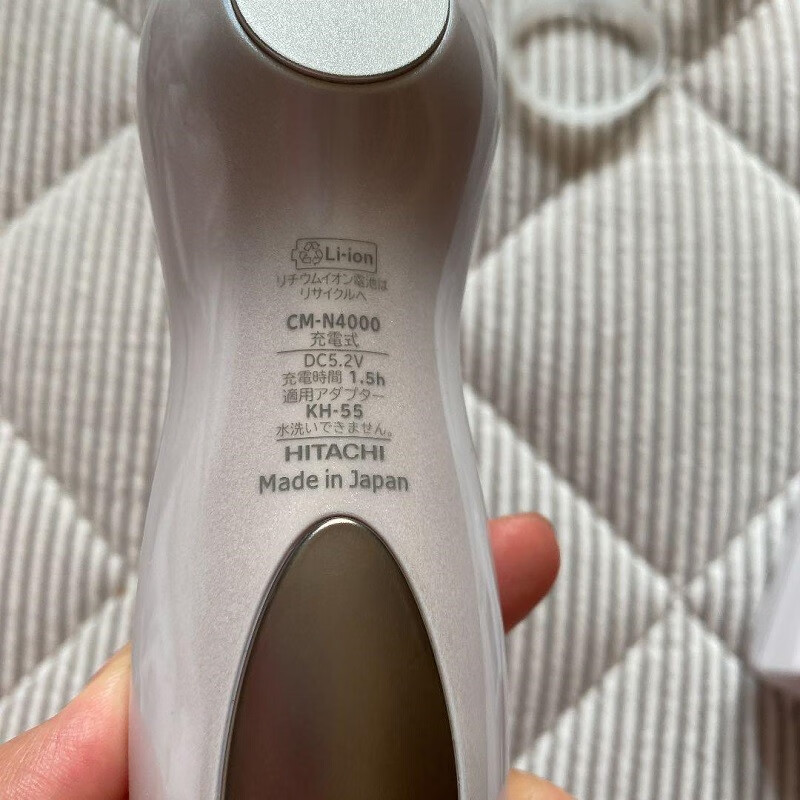 Li-ion
リチウムイオン電池は
リサイクルへ
CM-N4000
充電式
DC5.2V
充電時間 1.5h
適用アダプター
KH-55
水洗いできません。
HITACHI
Made in Japan